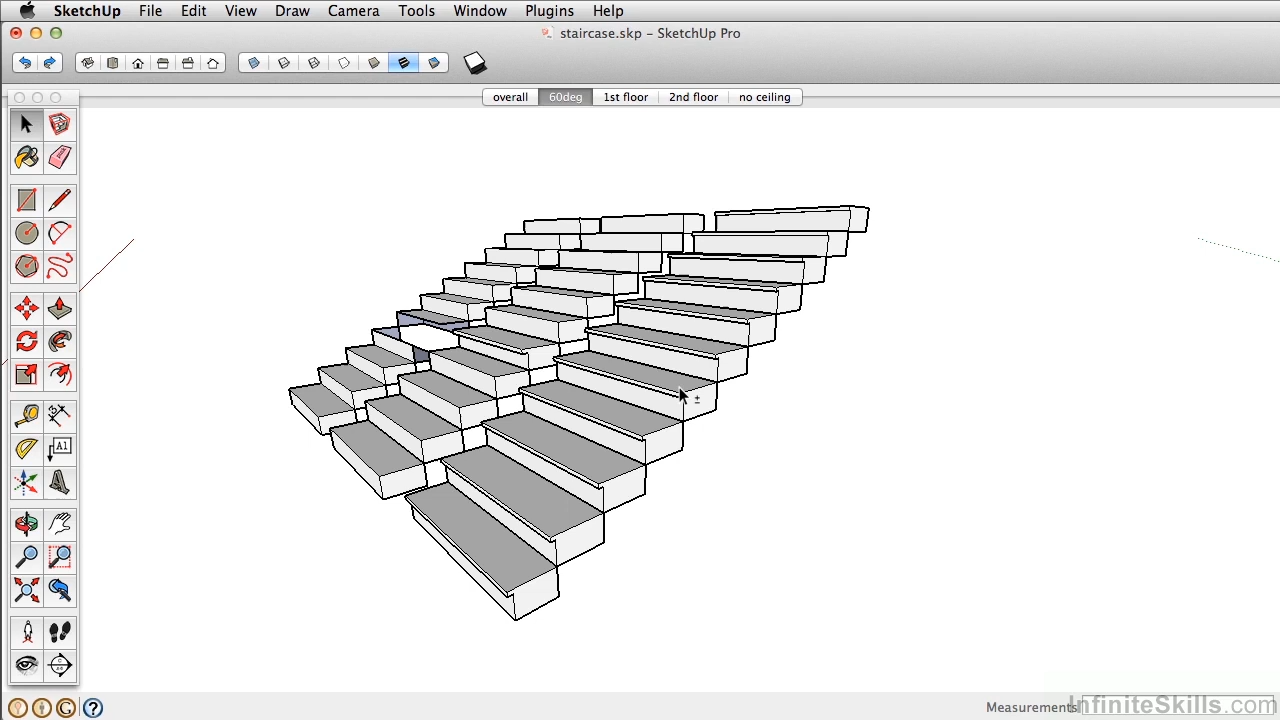 SketchUp File Edit View Draw Camera Tools Window Plugins Help
staircase.skp - SketchUp Pro
overall 60deg 1st floor 2nd floor no ceiling
A1
A
G ?
Measurements
InfiniteSkills.com